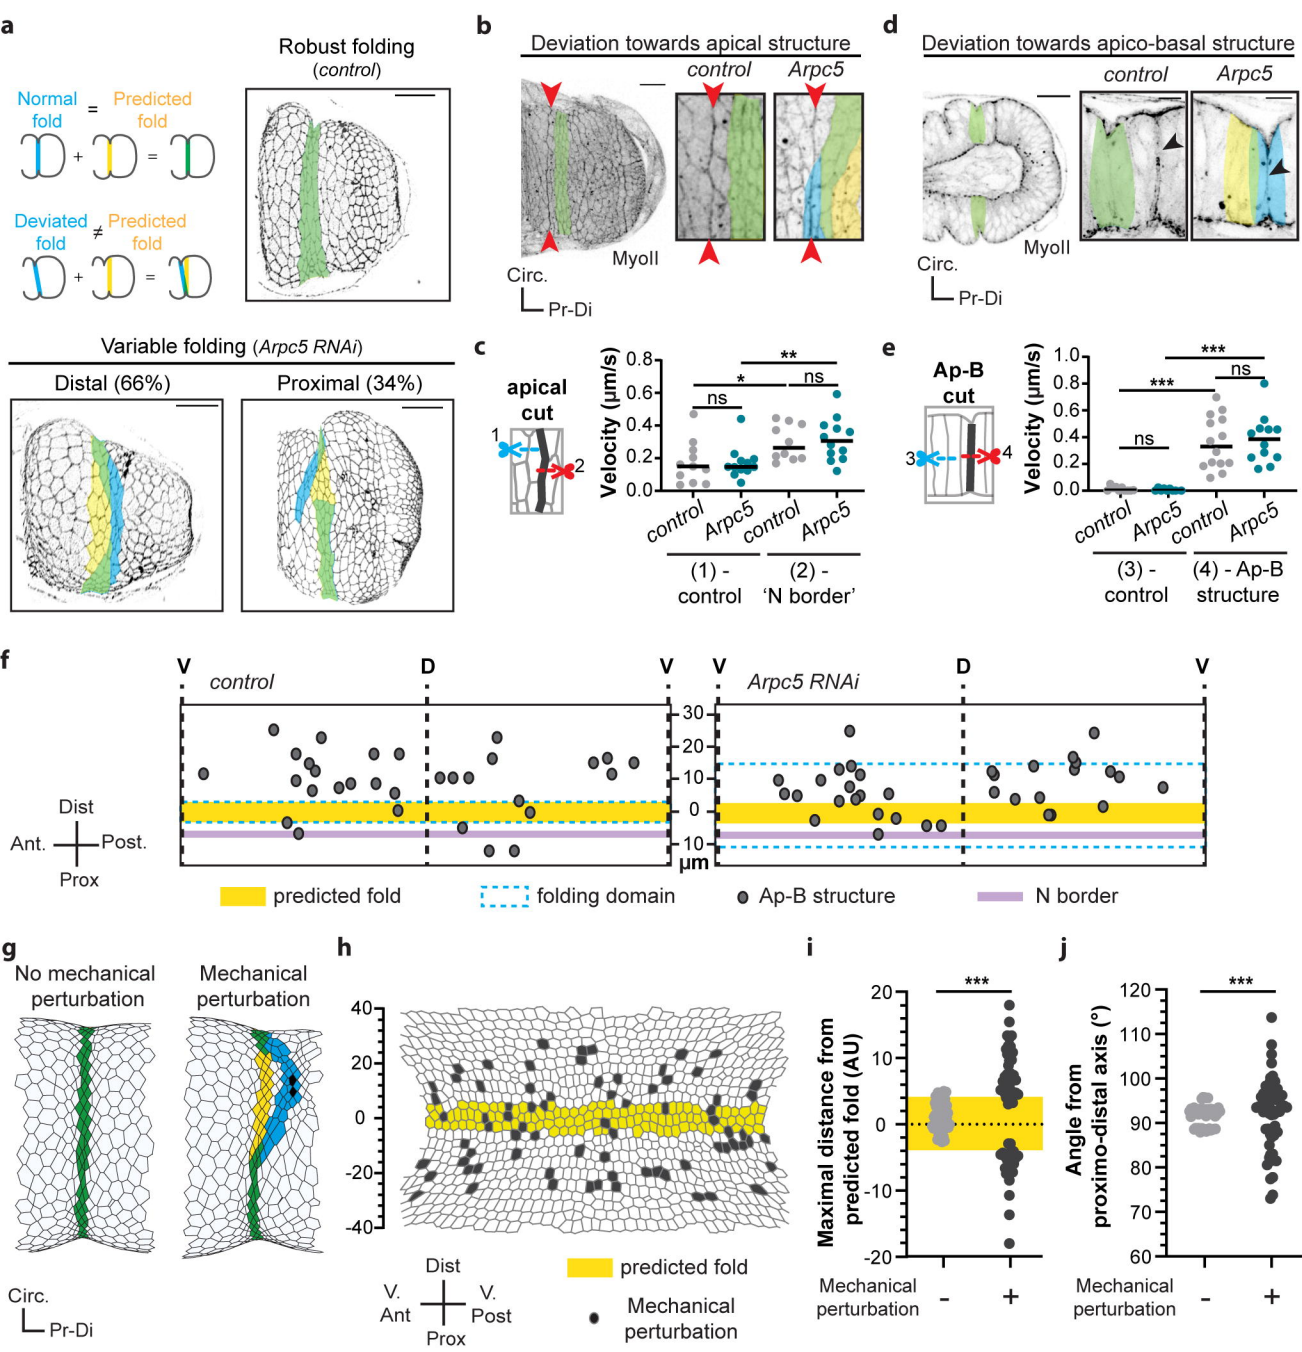 a
Robust folding
(control)
Normal
fold
=
Predicted
fold
+
=
Deviated
fold
≠
Predicted
fold
+
=
Variable folding (Arpc5 RNAi)
Distal (66%)
Proximal (34%)
b
Deviation towards apical structure
control
Arpc5
MyoII
Circ.
Pr-Di
c
apical
cut
1
2
Velocity (µm/s)
0.8
0.6
0.4
0.2
0.0
ns
*
**
ns
control
Arpc5
control
Arpc5
(1) -
control
(2) -
‘N border’
d
Deviation towards apico-basal structure
control
Arpc5
MyoII
Circ.
Pr-Di
e
Ap-B
cut
3
4
Velocity (µm/s)
1.0
0.8
0.6
0.4
0.2
0.0
ns
***
***
ns
control
Arpc5
control
Arpc5
(3) -
control
(4) - Ap-B
structure
f
V
control
D
V
V
Arpc5 RNAi
D
V
30
20
10
0
10
µm
Dist
Ant.
Post.
Prox
predicted fold
folding domain
Ap-B structure
N border
g
No mechanical
perturbation
Mechanical
perturbation
Circ.
Pr-Di
h
40
20
0
-20
-40
Dist
V.
Ant
V.
Post
Prox
predicted fold
Mechanical
perturbation
i
Maximal distance from
predicted fold (AU)
20
10
0
-10
-20
***
Mechanical
perturbation
-
+
j
Angle from
proximo-distal axis (°)
120
110
100
90
80
70
60
***
Mechanical
perturbation
-
+